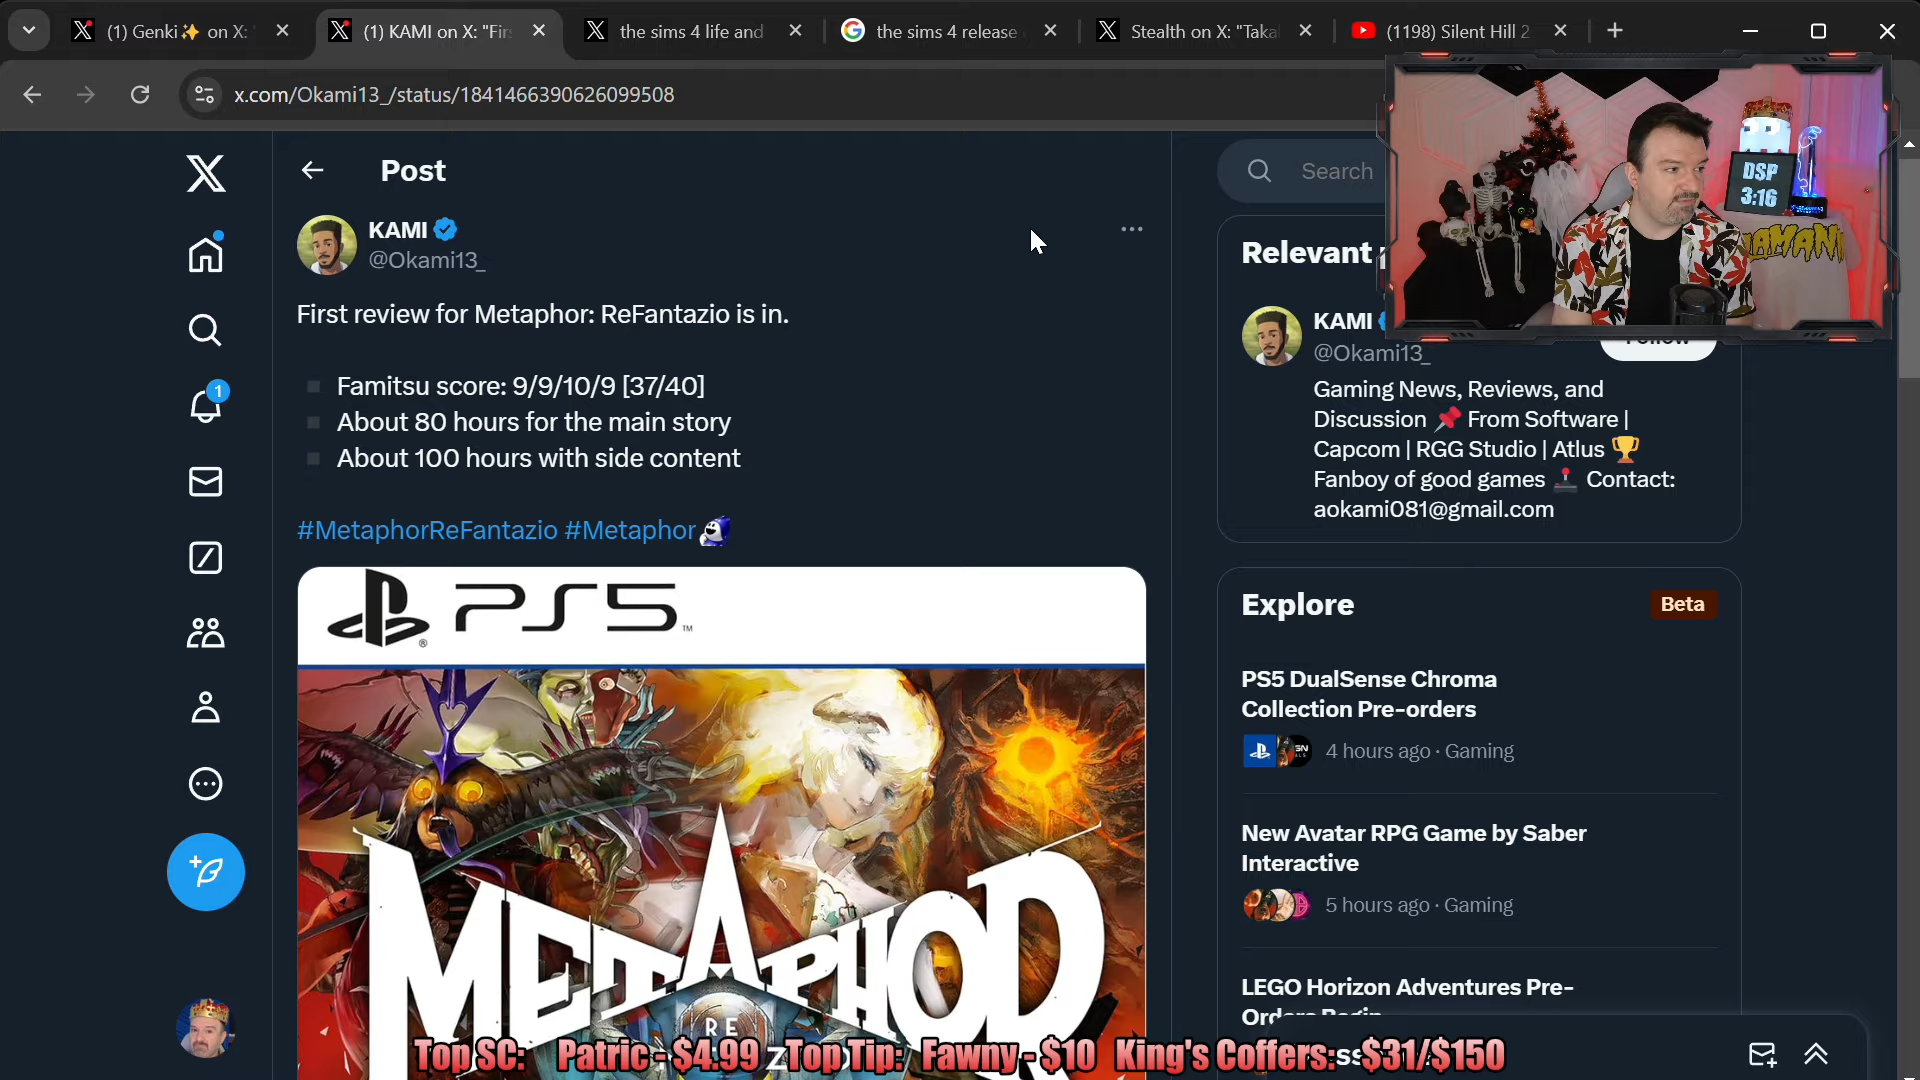 (1) Genki✨ on X: "
(1) KAMI on X: "Fir
the sims 4 life and
the sims 4 release
Stealth on X: "Taka
(1198) Silent Hill 2
x.com/Okami13_/status/1841466390626099508
Post
Search
KAMI
@Okami13_
First review for Metaphor: ReFantazio is in.
Famitsu score: 9/9/10/9 [37/40]
About 80 hours for the main story
About 100 hours with side content
#MetaphorReFantazio #Metaphor
PS5™
METAPHOR
RE
Relevant
KAMI
@Okami13_
Follow
Gaming News, Reviews, and
Discussion 📌 From Software |
Capcom | RGG Studio | Atlus 🏆
Fanboy of good games 🕹️ Contact:
aokami081@gmail.com
Explore
Beta
PS5 DualSense Chroma
Collection Pre-orders
4 hours ago · Gaming
New Avatar RPG Game by Saber
Interactive
5 hours ago · Gaming
LEGO Horizon Adventures Pre-
Orders Begin
1
DSP
3:16
Top SC: Patric - $4.99 Top Tip: Fawny - $10 King's Coffers: $31/$150